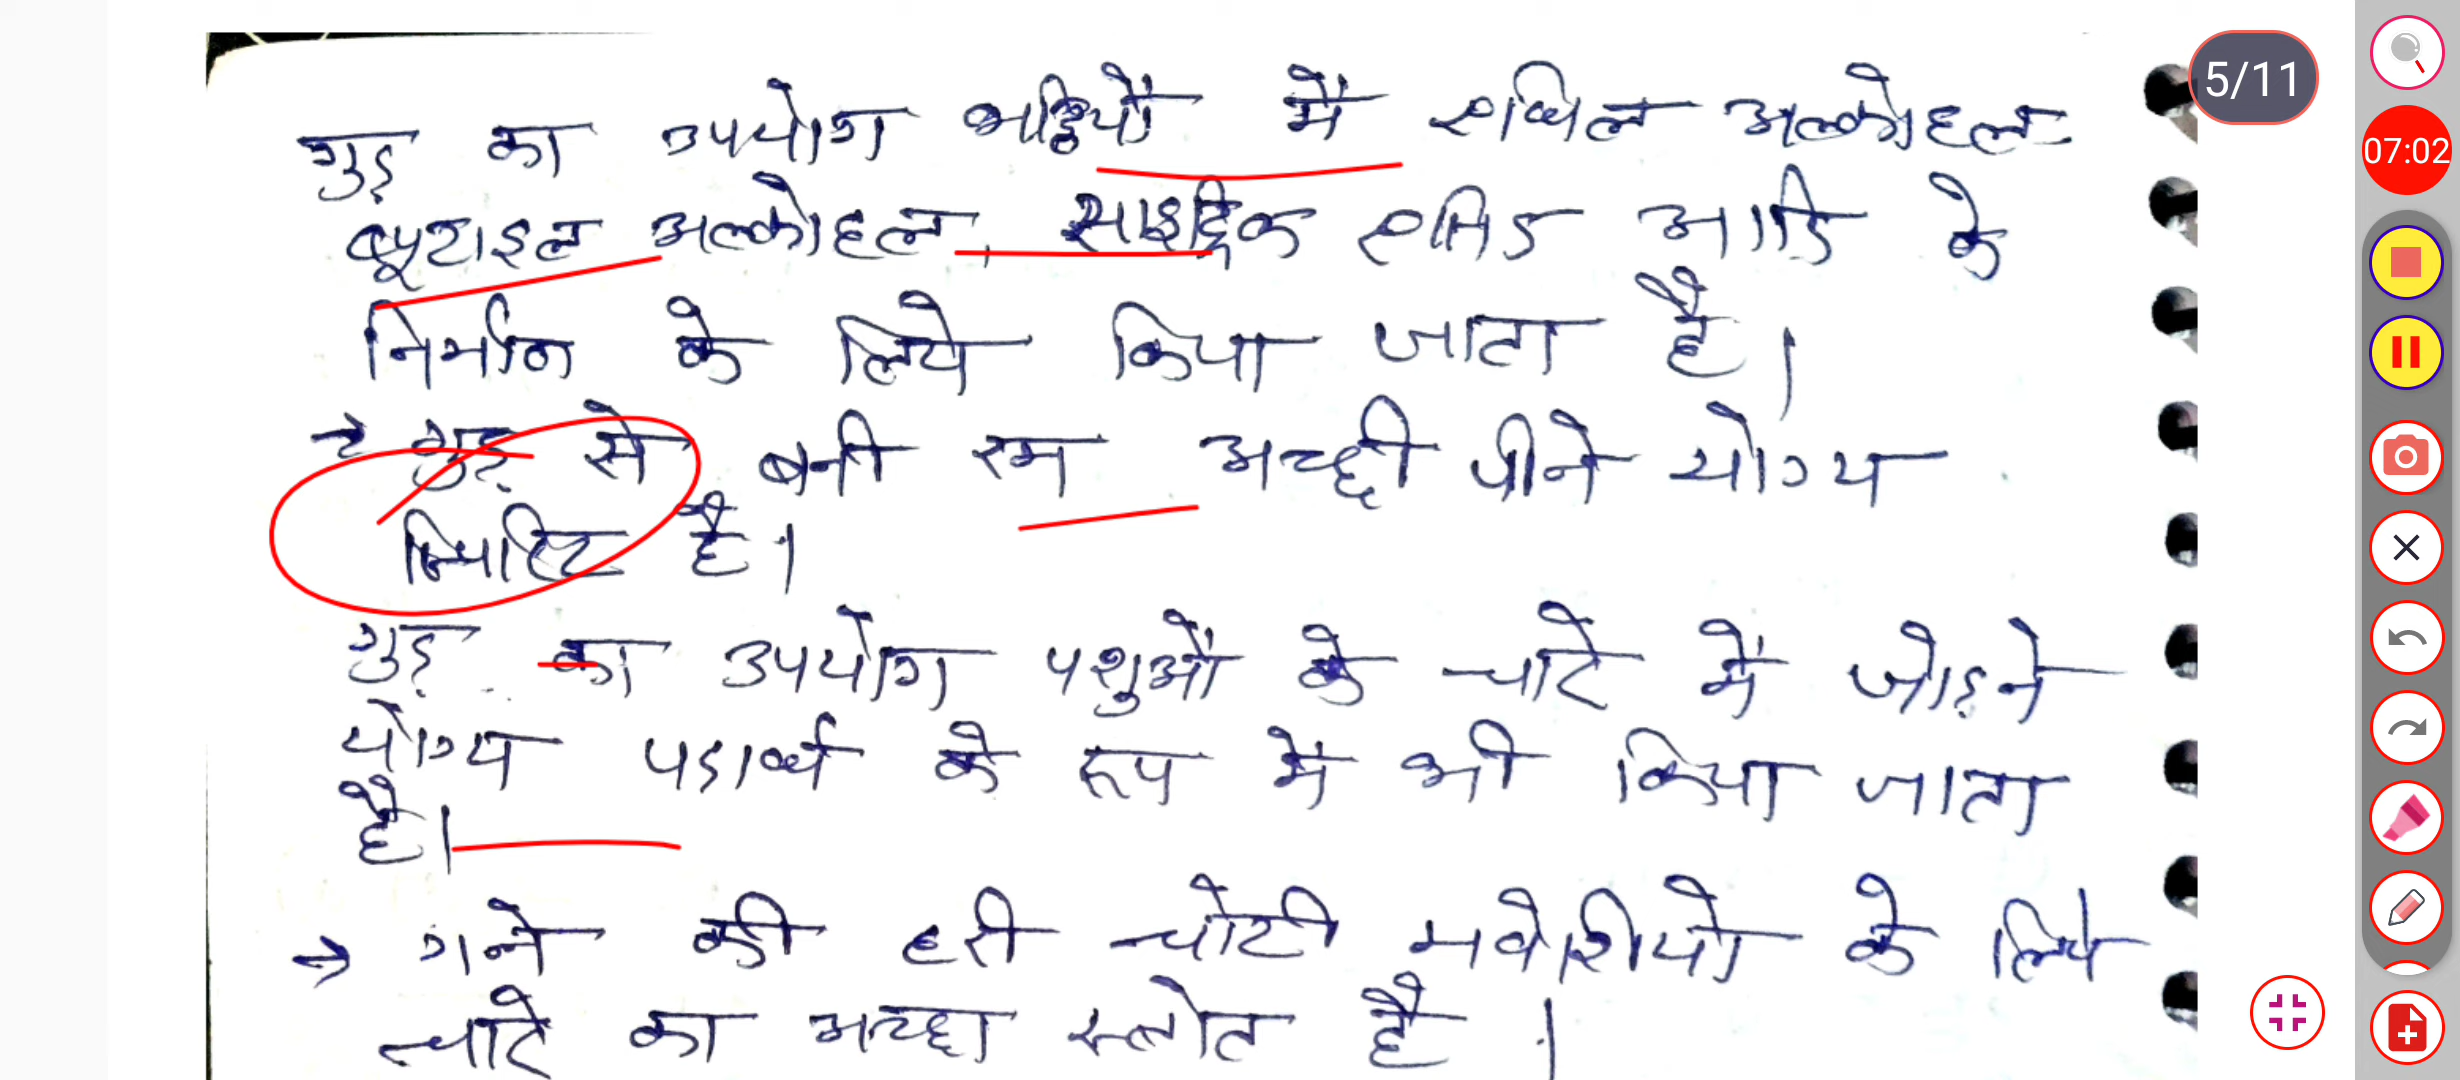 गुड़ का उपयोग भट्टियों में एथिल अल्कोहल
5/11
07:02
ब्यूटाइल अल्कोहल, साइट्रिक एसिड आदि के
निर्माण के लिये किया जाता है।
→ गुड़ से बनी रम अच्छी पीने योग्य
स्पिरिट है।
गुड़ का उपयोग पशुओं के चारे में जोड़ने
योग्य पदार्थ के रूप में भी किया जाता
है।
→ गन्ने की हरी चोटी मवेशियों के लिये
चारे का अच्छा स्त्रोत है।